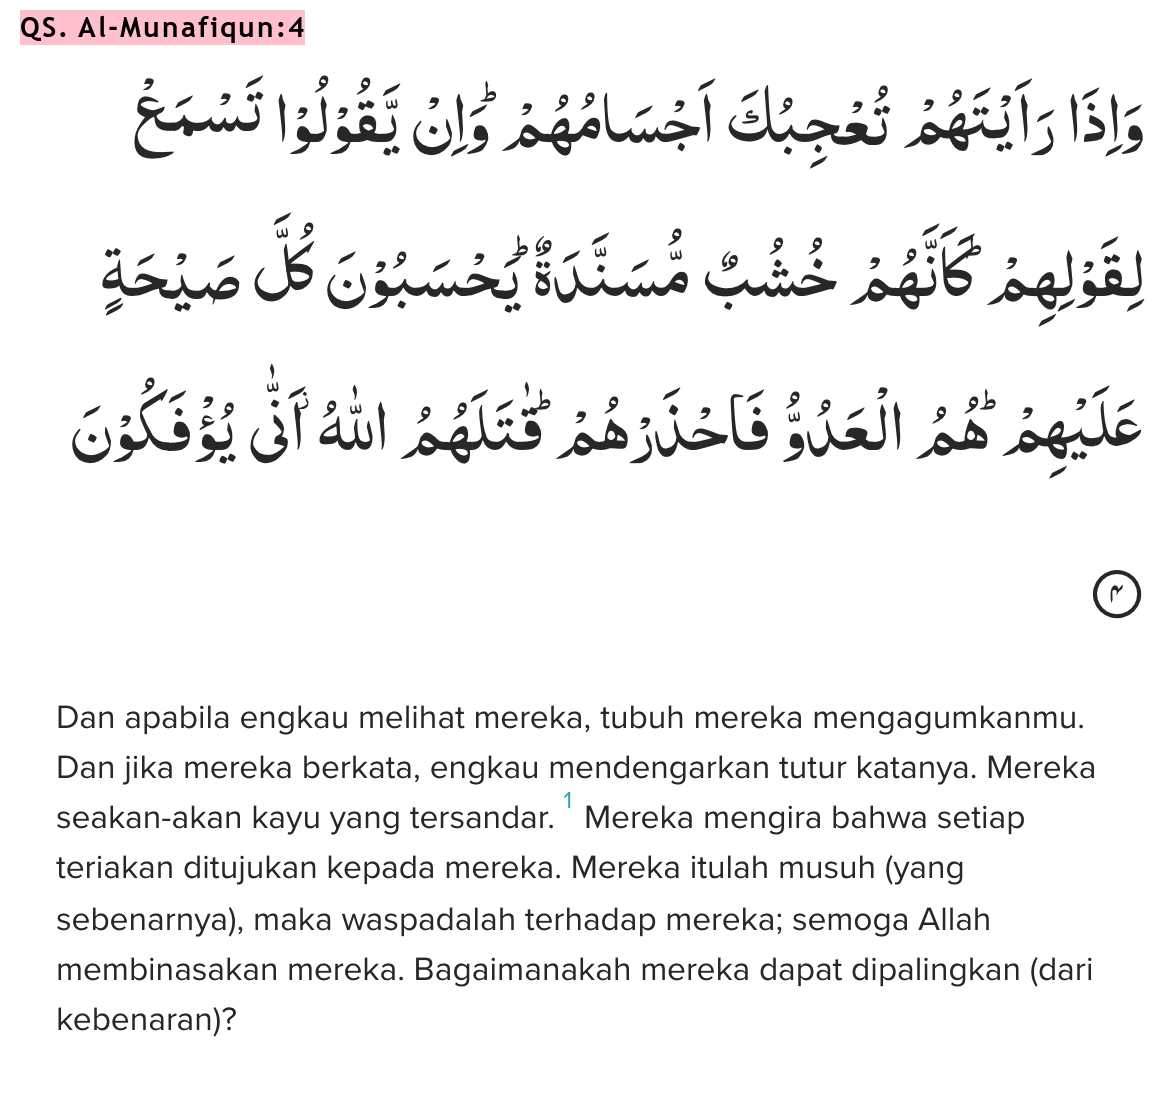 QS. Al-Munafiqun:4
وَاِذَا رَاَيْتَهُمْ تُعْجِبُكَ اَجْسَامُهُمْۗ وَاِنْ يَّقُوْلُوْا تَسْمَعْ
لِقَوْلِهِمْۗ كَاَنَّهُمْ خُشُبٌ مُّسَنَّدَةٌۗ يَحْسَبُوْنَ كُلَّ صَيْحَةٍ
عَلَيْهِمْۗ هُمُ الْعَدُوُّ فَاحْذَرْهُمْۗ قٰتَلَهُمُ اللّٰهُ ۖاَنّٰى يُؤْفَكُوْنَ
۴
Dan apabila engkau melihat mereka, tubuh mereka mengagumkanmu.
Dan jika mereka berkata, engkau mendengarkan tutur katanya. Mereka
seakan-akan kayu yang tersandar. 1 Mereka mengira bahwa setiap
teriakan ditujukan kepada mereka. Mereka itulah musuh (yang
sebenarnya), maka waspadalah terhadap mereka; semoga Allah
membinasakan mereka. Bagaimanakah mereka dapat dipalingkan (dari
kebenaran)?